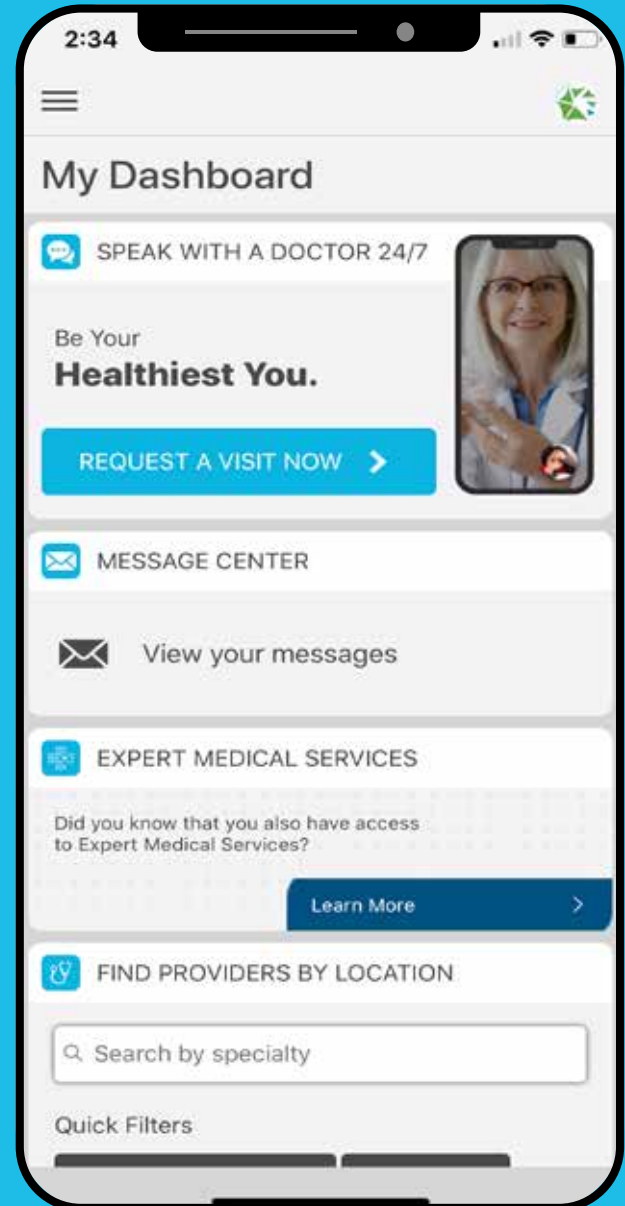 2:34
My Dashboard
SPEAK WITH A DOCTOR 24/7
Be Your
Healthiest You.
REQUEST A VISIT NOW
MESSAGE CENTER
View your messages
EXPERT MEDICAL SERVICES
Did you know that you also have access
to Expert Medical Services?
Learn More
FIND PROVIDERS BY LOCATION
Search by specialty
Quick Filters